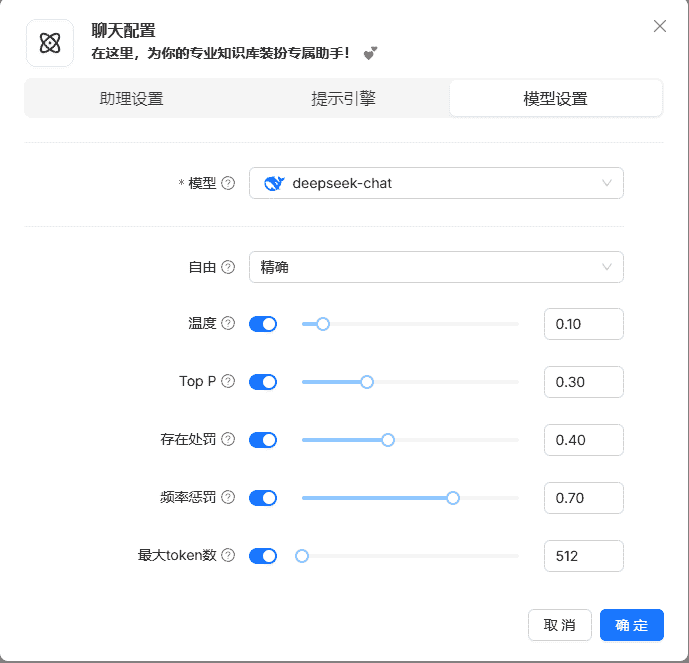 聊天配置
在这里，为你的专业知识库装扮专属助手！ 💕
助理设置 提示引擎 模型设置
* 模型 deepseek-chat
自由 精确
温度 0.10
Top P 0.30
存在处罚 0.40
频率惩罚 0.70
最大token数 512
取消 确定